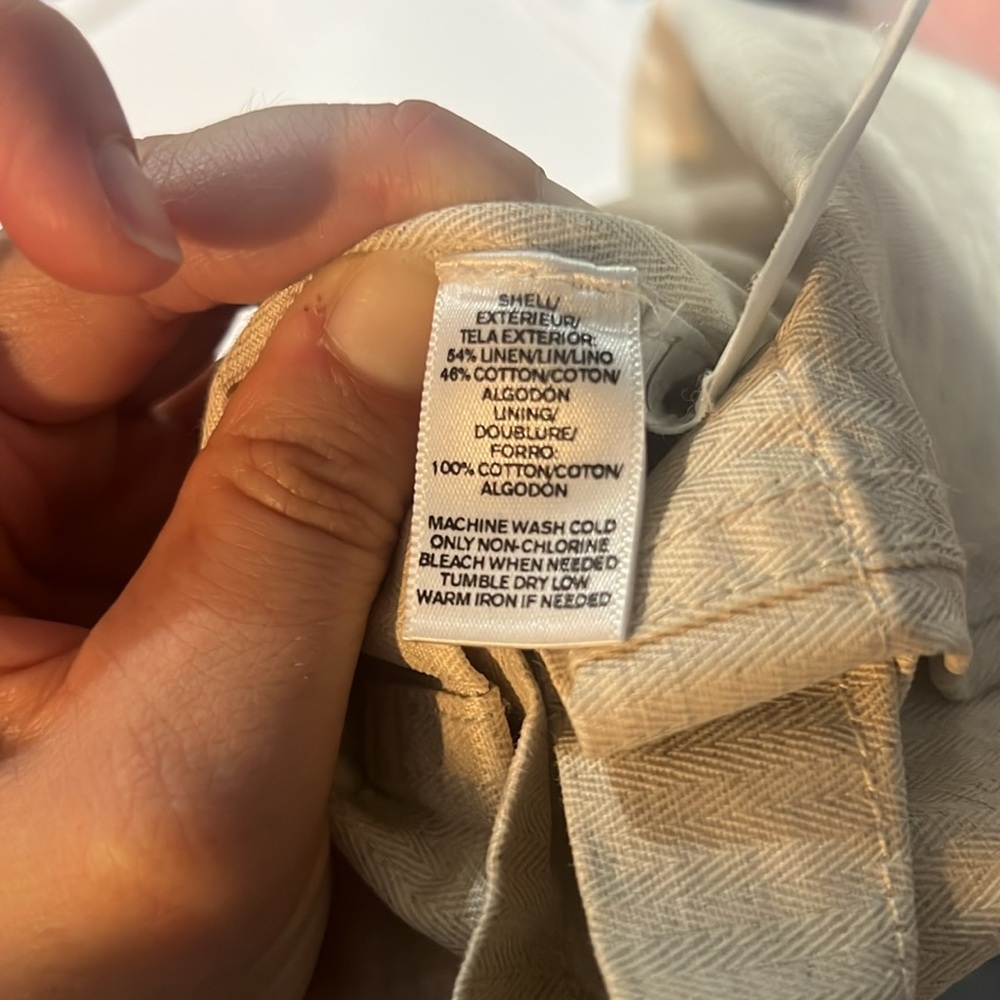 SHELL/
EXTÉRIEUR/
TELA EXTERIOR:
54% LINEN/LIN/LINO
46% COTTON/COTON/
ALGODÓN
LINING/
DOUBLURE/
FORRO:
100% COTTON/COTON/
ALGODÓN
MACHINE WASH COLD
ONLY NON-CHLORINE
BLEACH WHEN NEEDED
TUMBLE DRY LOW
WARM IRON IF NEEDED